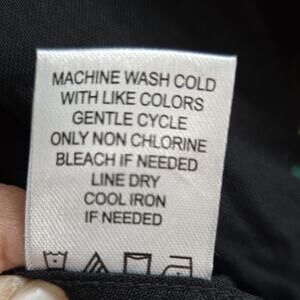 MACHINE WASH COLD
WITH LIKE COLORS
GENTLE CYCLE
ONLY NON CHLORINE
BLEACH IF NEEDED
LINE DRY
COOL IRON
IF NEEDED